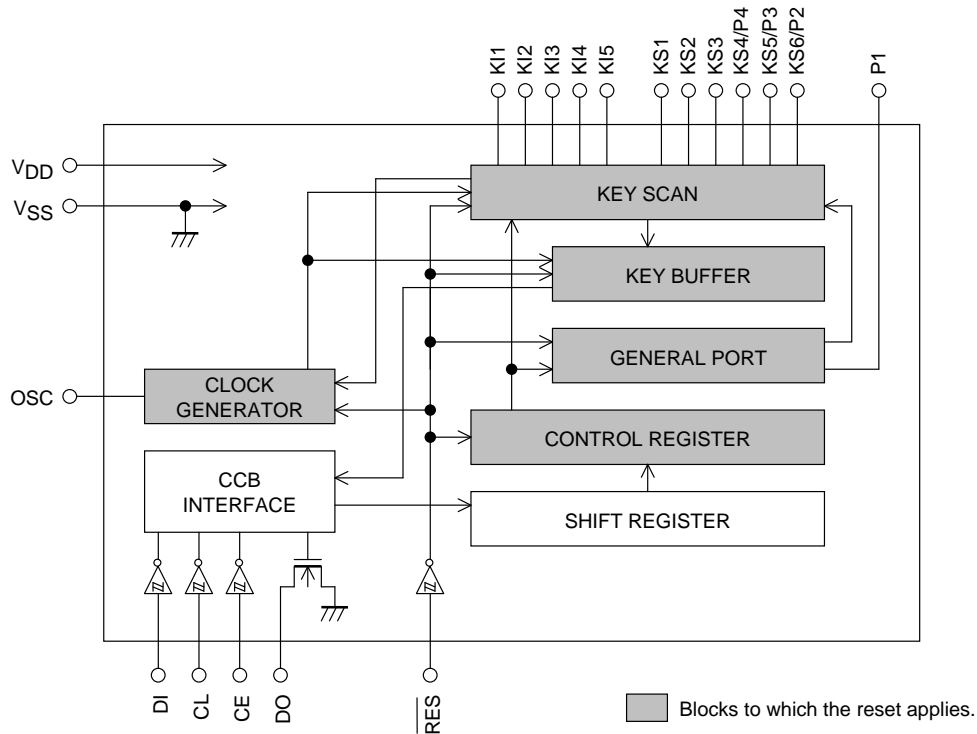 KI1
KI2
KI3
KI4
KI5
KS1
KS2
KS3
KS4/P4
KS5/P3
KS6/P2
P1
VDD
VSS
KEY SCAN
KEY BUFFER
GENERAL PORT
OSC
CLOCK
GENERATOR
CONTROL REGISTER
CCB
INTERFACE
SHIFT REGISTER
DI
CL
CE
DO
RES
Blocks to which the reset applies.